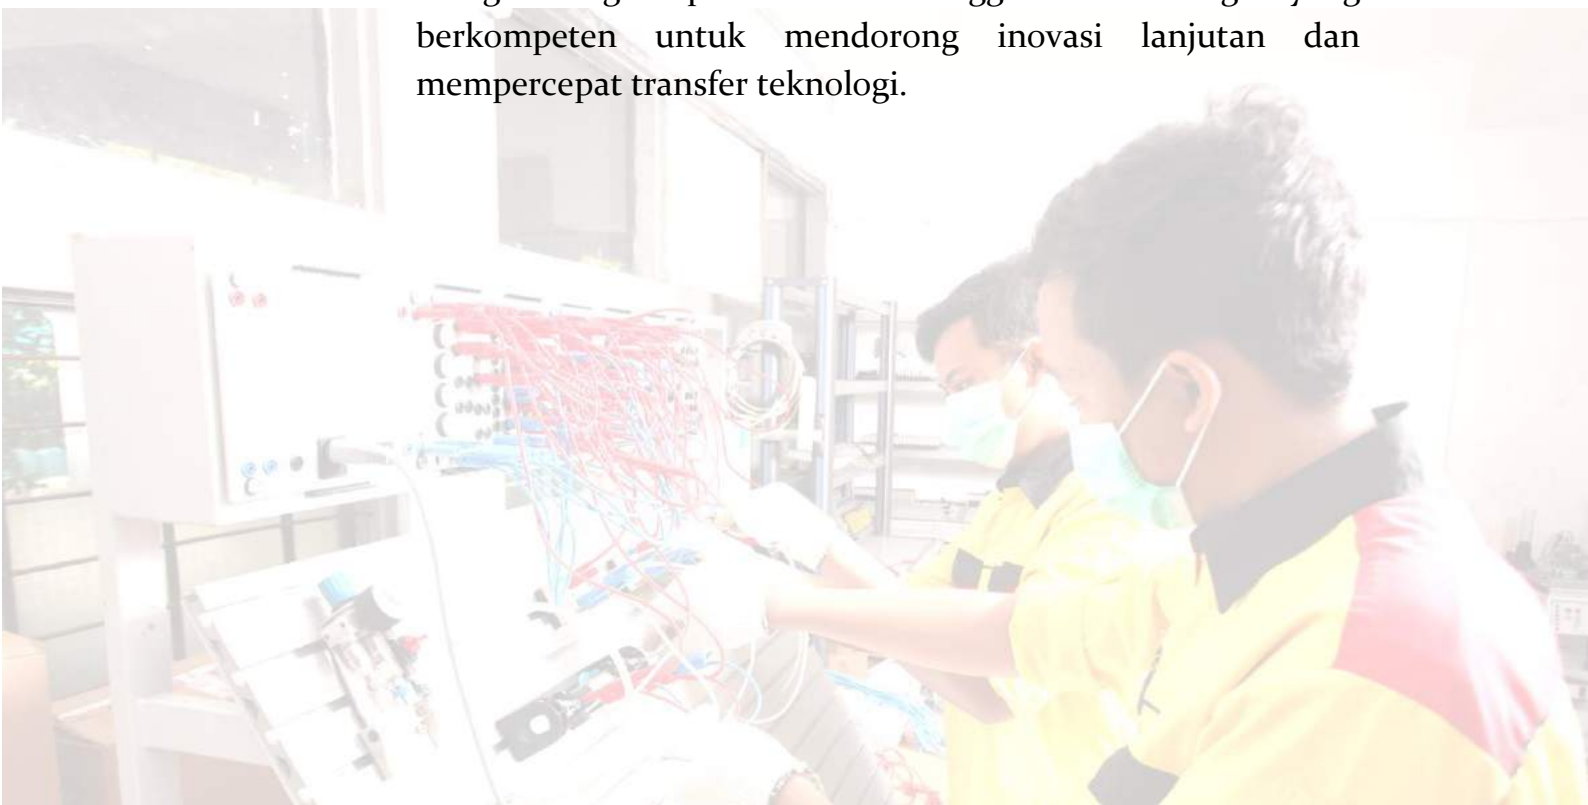 berkompeten untuk mendorong inovasi lanjutan dan
mempercepat transfer teknologi.